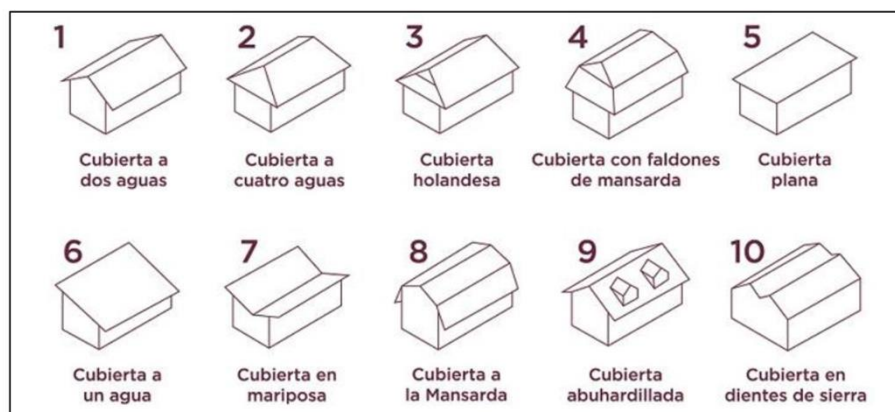 1
2
3
4
5
Cubierta a
dos aguas
Cubierta a
cuatro aguas
Cubierta
holandesa
Cubierta con faldones
de mansarda
Cubierta
plana
6
7
8
9
10
Cubierta a
un agua
Cubierta en
mariposa
Cubierta a
la Mansarda
Cubierta
abuhardillada
Cubierta en
dientes de sierra